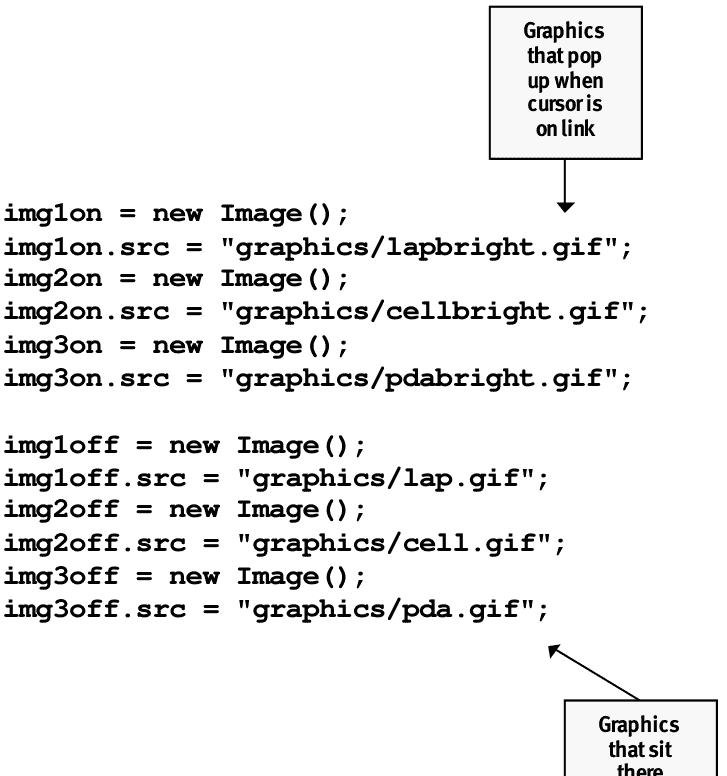 Graphics
that pop
up when
cursor is
on link
img1on = new Image();
img1on.src = "graphics/lapbright.gif";
img2on = new Image();
img2on.src = "graphics/cellbright.gif";
img3on = new Image();
img3on.src = "graphics/pdabright.gif";
img1off = new Image();
img1off.src = "graphics/lap.gif";
img2off = new Image();
img2off.src = "graphics/cell.gif";
img3off = new Image();
img3off.src = "graphics/pda.gif";
Graphics
that sit
there